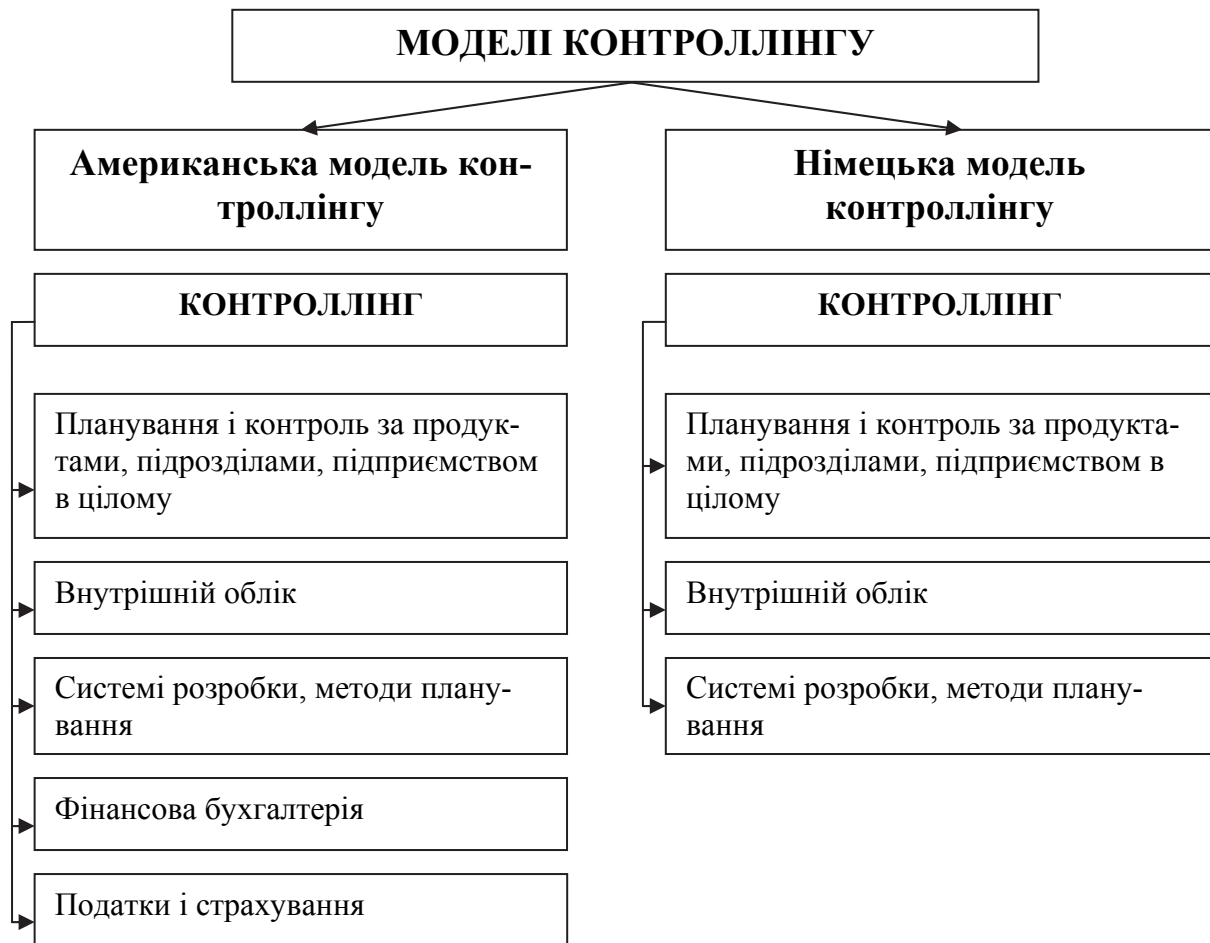 МОДЕЛІ КОНТРОЛЛІНГУ
Американська модель кон-
троллінгу
КОНТРОЛЛІНГ
Планування і контроль за продук-
тами, підрозділами, підприємством
в цілому
Внутрішній облік
Системі розробки, методи плану-
вання
Фінансова бухгалтерія
Податки і страхування
Німецька модель
контроллінгу
КОНТРОЛЛІНГ
Планування і контроль за продукта-
ми, підрозділами, підприємством в
цілому
Внутрішній облік
Системі розробки, методи плану-
вання